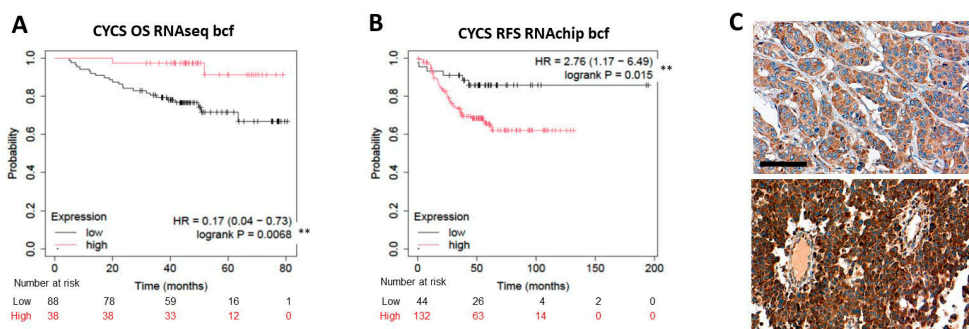 A
CYCS OS RNAseq bcf
Probability
1.0
0.8
0.6
0.4
0.2
0.0
Expression
low
high
HR = 0.17 (0.04 – 0.73)
logrank P = 0.0068 **
0 20 40 60 80
Time (months)
Number at risk
Low 88 78 59 16 1
High 38 38 33 12 0
B
CYCS RFS RNAchip bcf
Probability
1.0
0.8
0.6
0.4
0.2
0.0
HR = 2.76 (1.17 – 6.49)
logrank P = 0.015 **
Expression
low
high
0 50 100 150 200
Time (months)
Number at risk
Low 44 26 4 2 0
High 132 63 14 0 0
C